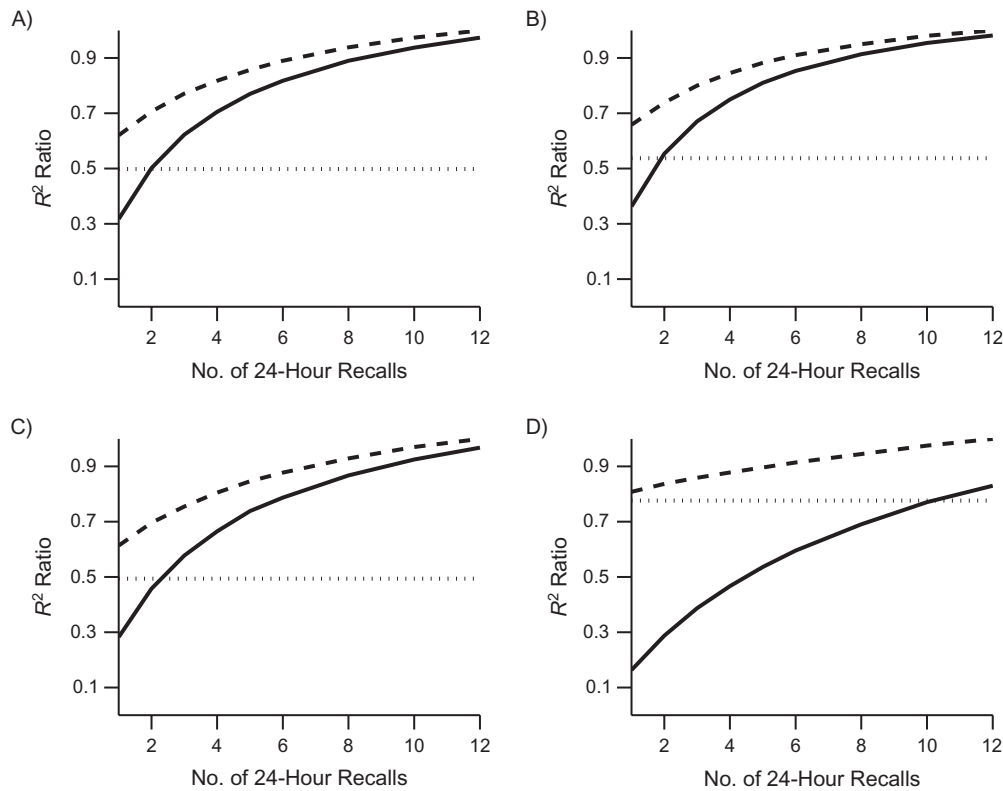 A)
0.9
0.7
0.5
0.3
0.1
R² Ratio
2 4 6 8 10 12
No. of 24-Hour Recalls
B)
0.9
0.7
0.5
0.3
0.1
R² Ratio
2 4 6 8 10 12
No. of 24-Hour Recalls
C)
0.9
0.7
0.5
0.3
0.1
R² Ratio
2 4 6 8 10 12
No. of 24-Hour Recalls
D)
0.9
0.7
0.5
0.3
0.1
R² Ratio
2 4 6 8 10 12
No. of 24-Hour Recalls